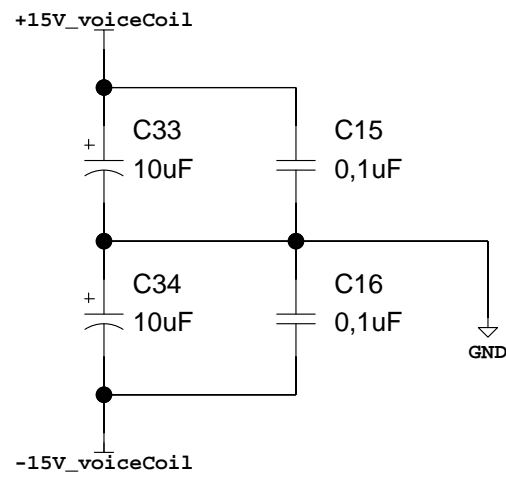 +15V_voiceCoil
C33
10uF
C15
0,1uF
+
C34
10uF
C16
0,1uF
+
GND
-15V_voiceCoil